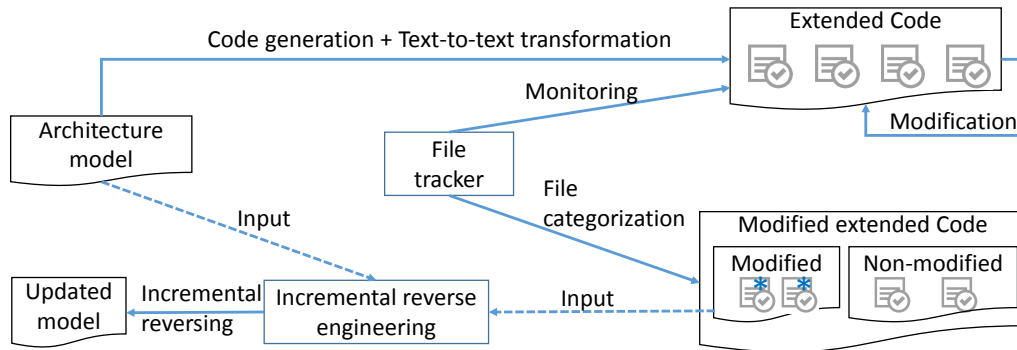 Extended Code
Code generation + Text-to-text transformation
Monitoring
Modification
Architecture
model
File
tracker
File
categorization
Input
Modified extended Code
Modified
Non-modified
* *
Updated
model
Incremental
reversing
Incremental reverse
engineering
Input